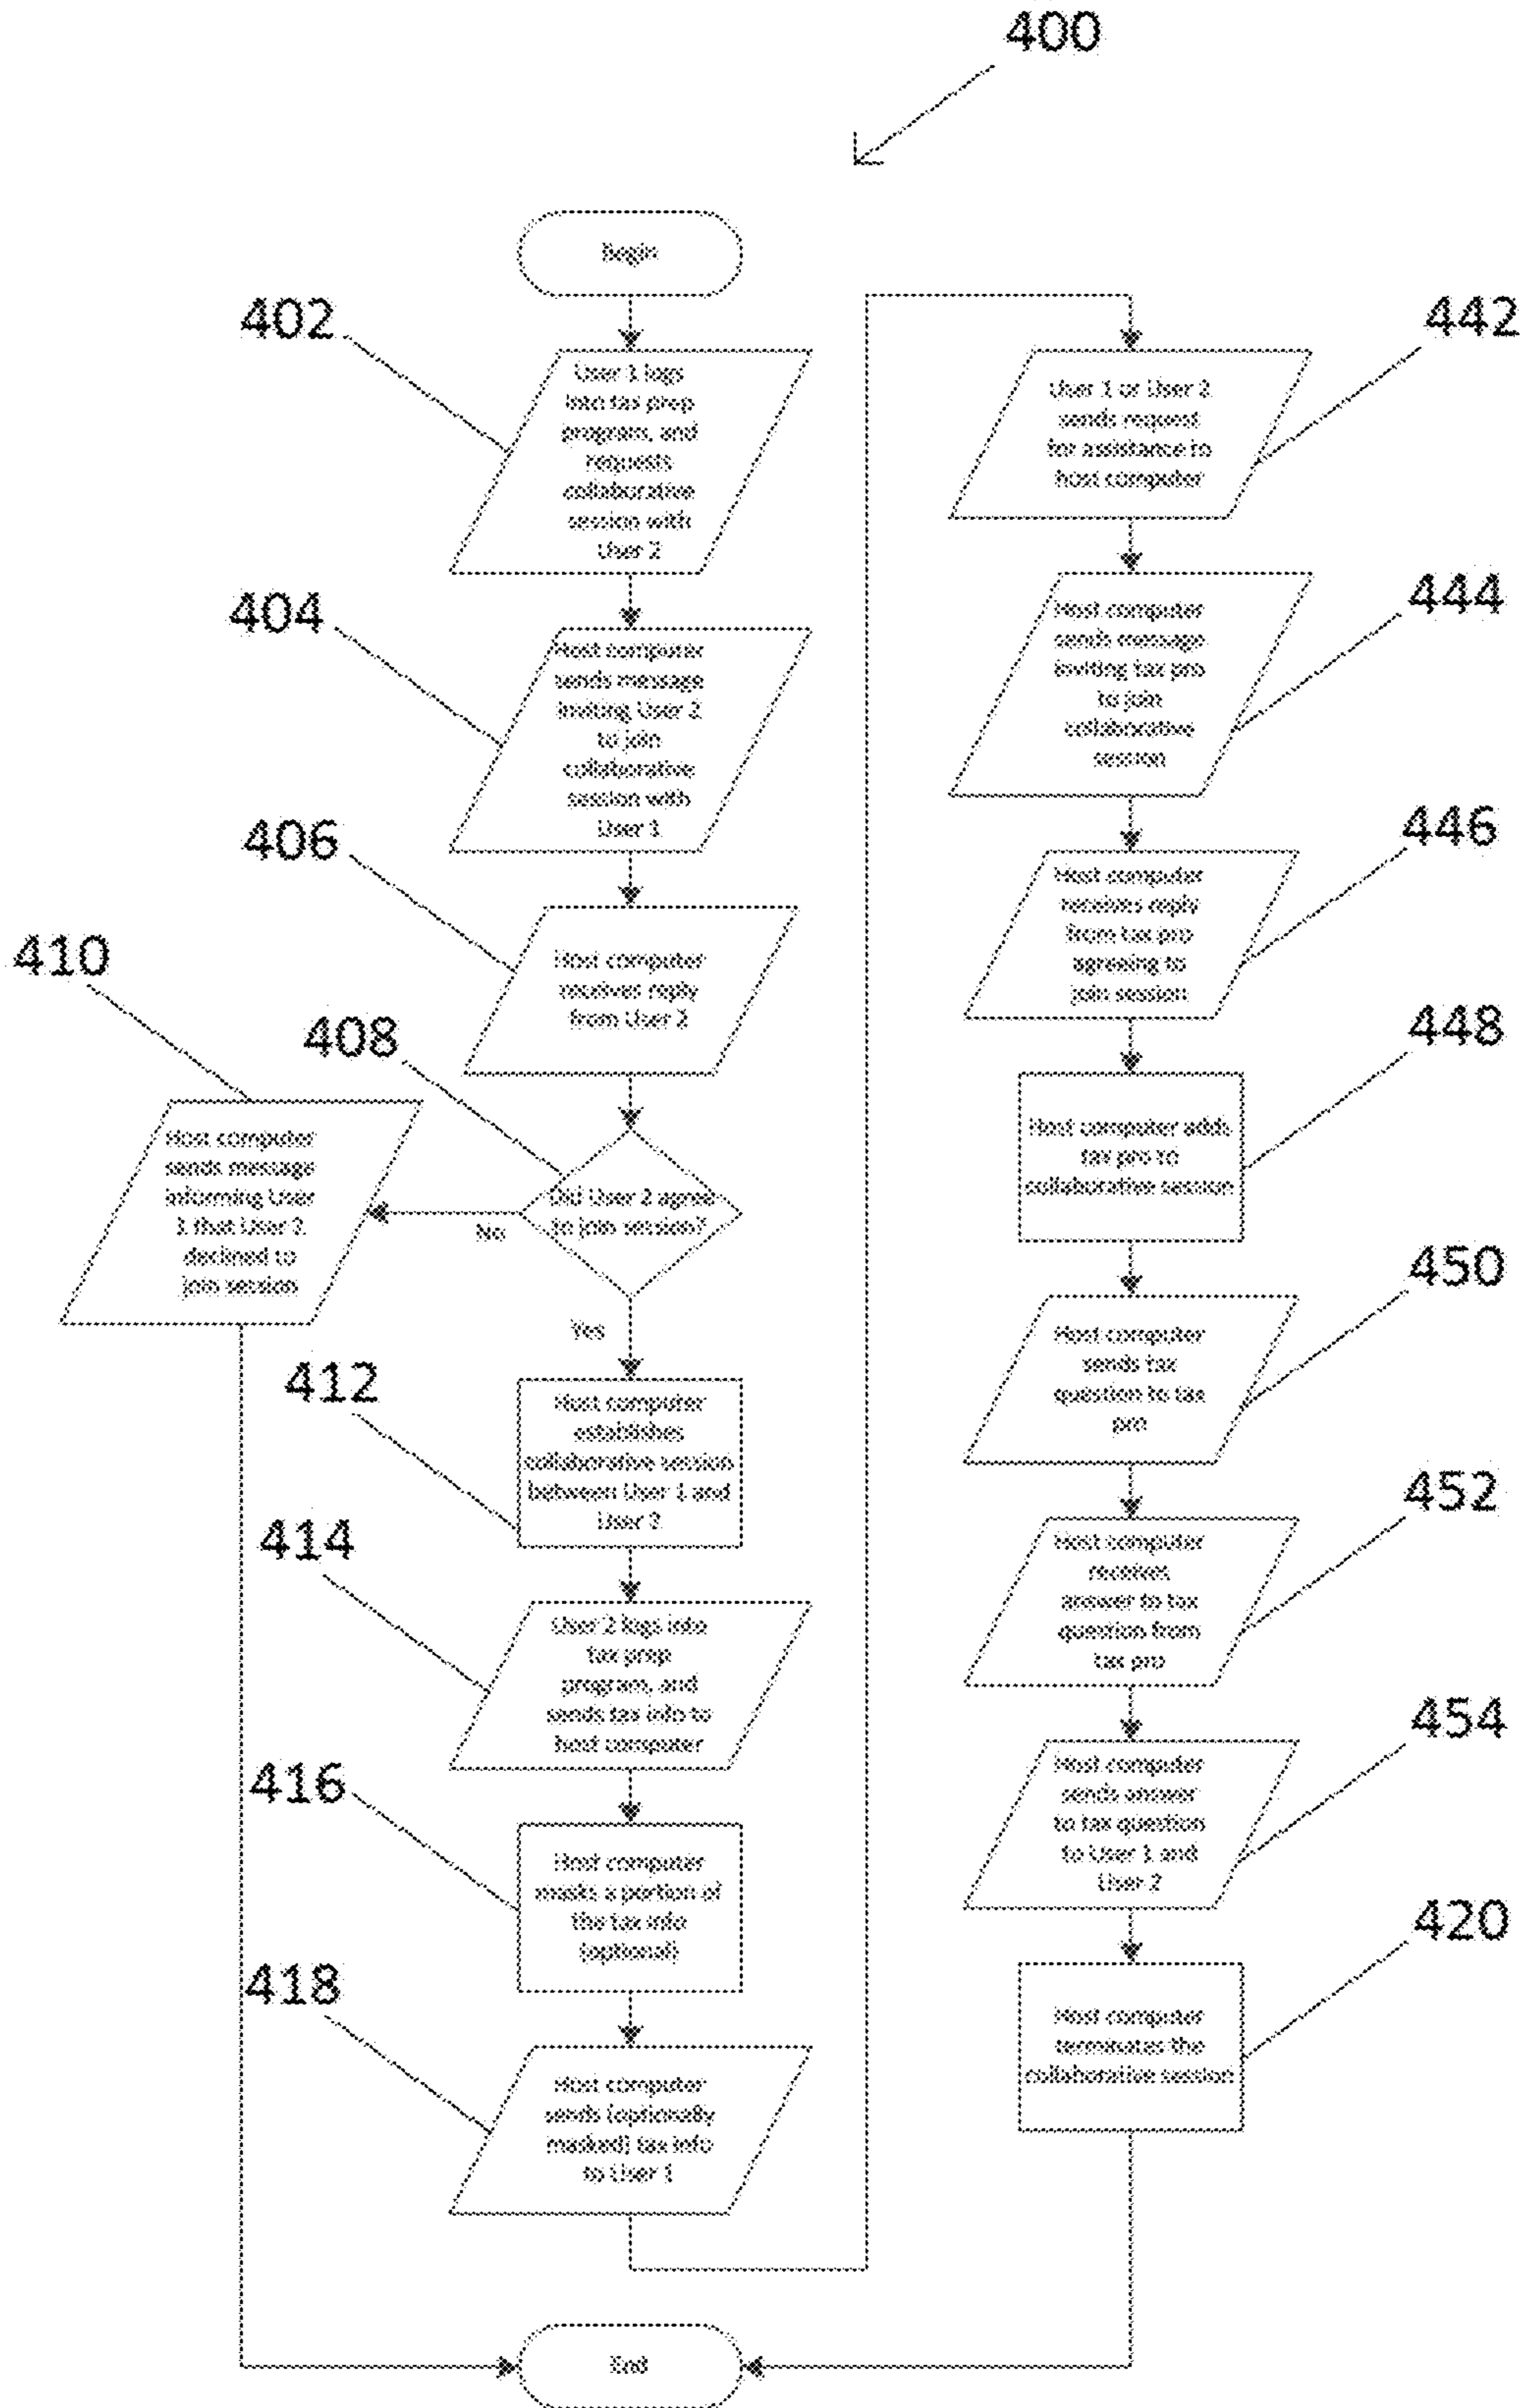 400
Begin
402
User 1 logs
into tax prep
program, and
requests
collaborative
session with
User 2
404
Host computer
sends message
inviting User 2
to join
collaborative
session with
User 1
406
Host computer
receives reply
from User 2
408
Did User 2 agree
to join session?
No
Yes
410
Host computer
sends message
informing User
1 that User 2
declined to
join session
412
Host computer
establishes
collaborative session
between User 1 and
User 2
414
User 2 logs into
tax prep
program, and
sends tax info to
host computer
416
Host computer
masks a portion of
the tax info
(optional)
418
Host computer
sends (optionally
masked) tax info
to User 1
442
User 1 or User 2
sends request
for assistance to
host computer
444
Host computer
sends message
inviting tax pro
to join
collaborative
session
446
Host computer
receives reply
from tax pro
agreeing to
join session
448
Host computer adds
tax pro to
collaborative session
450
Host computer
sends tax
question to tax
pro
452
Host computer
receives
answer to tax
question from
tax pro
454
Host computer
sends answer
to tax question
to User 1 and
User 2
420
Host computer
terminates the
collaborative session
End